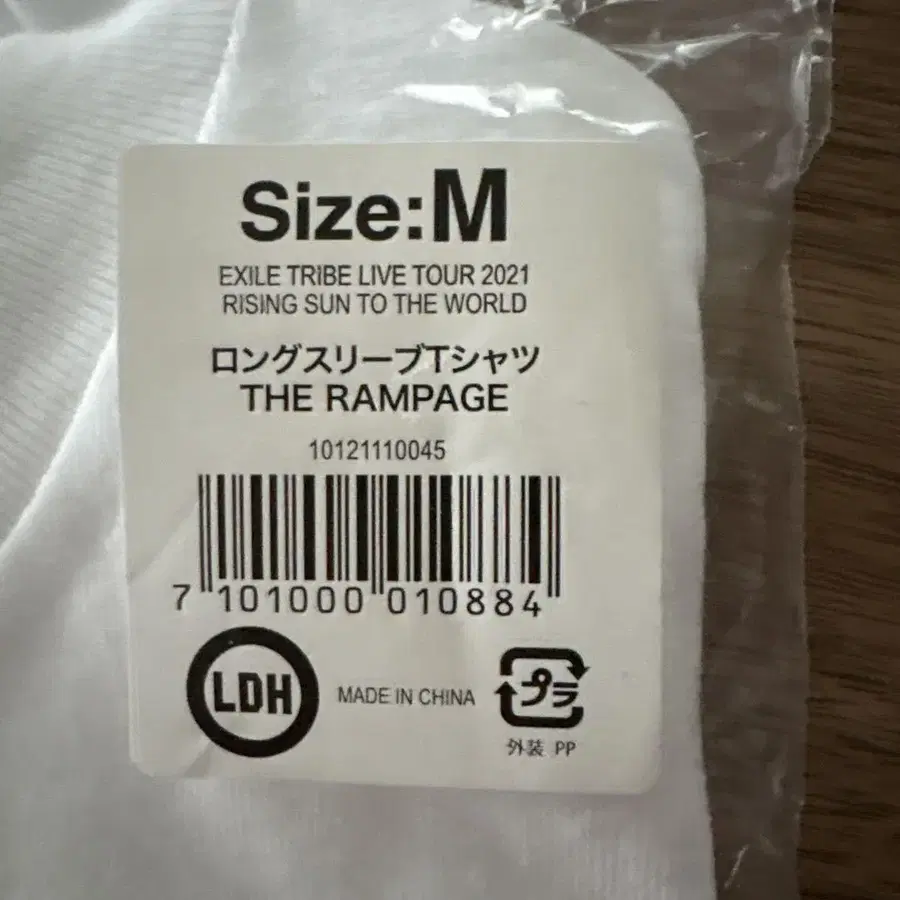 Size:M
EXILE TRIBE LIVE TOUR 2021
RISING SUN TO THE WORLD
ロングスリーブTシャツ
THE RAMPAGE
10121110045
7 101000 010884
LDH
MADE IN CHINA
プラ
外装 PP